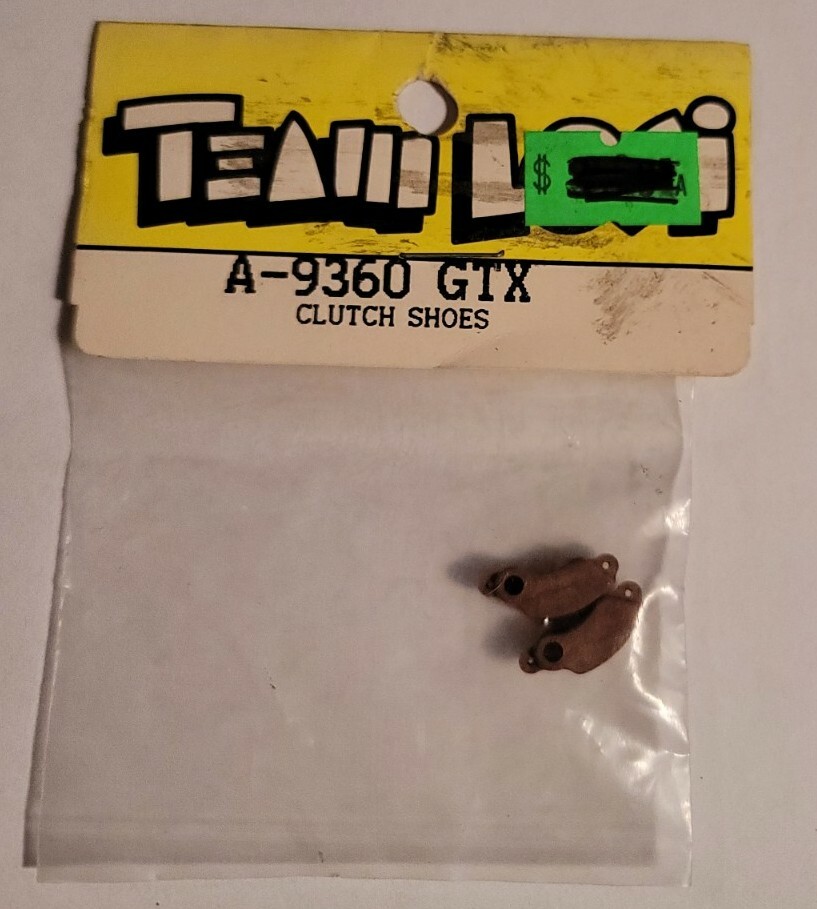 TEAM LOSi
$ EA
A-9360 GTX
CLUTCH SHOES